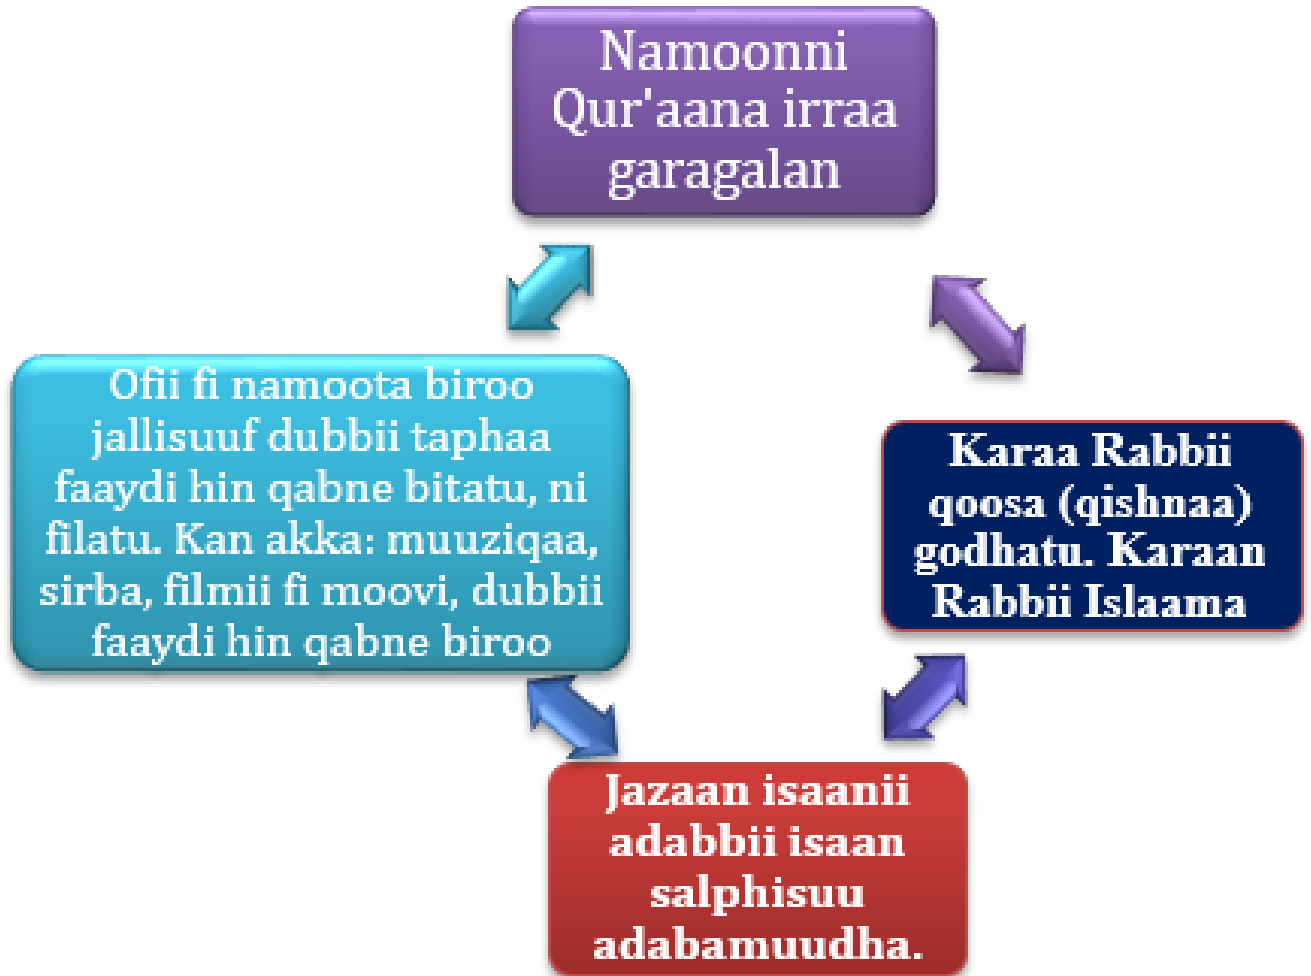 Namoonni
Qur'aana irraa
garagalan
Ofii fi namoota biroo
jallisuuf dubbii taphaa
faaydi hin qabne bitatu, ni
filatu. Kan akka: muuziqaa,
sirba, filmii fi moovi, dubbii
faaydi hin qabne biroo
Karaa Rabbii
qoosa (qishnaa)
godhatu. Karaan
Rabbii Islaama
Jazaan isaanii
adabbii isaan
salphisuu
adabamuudha.